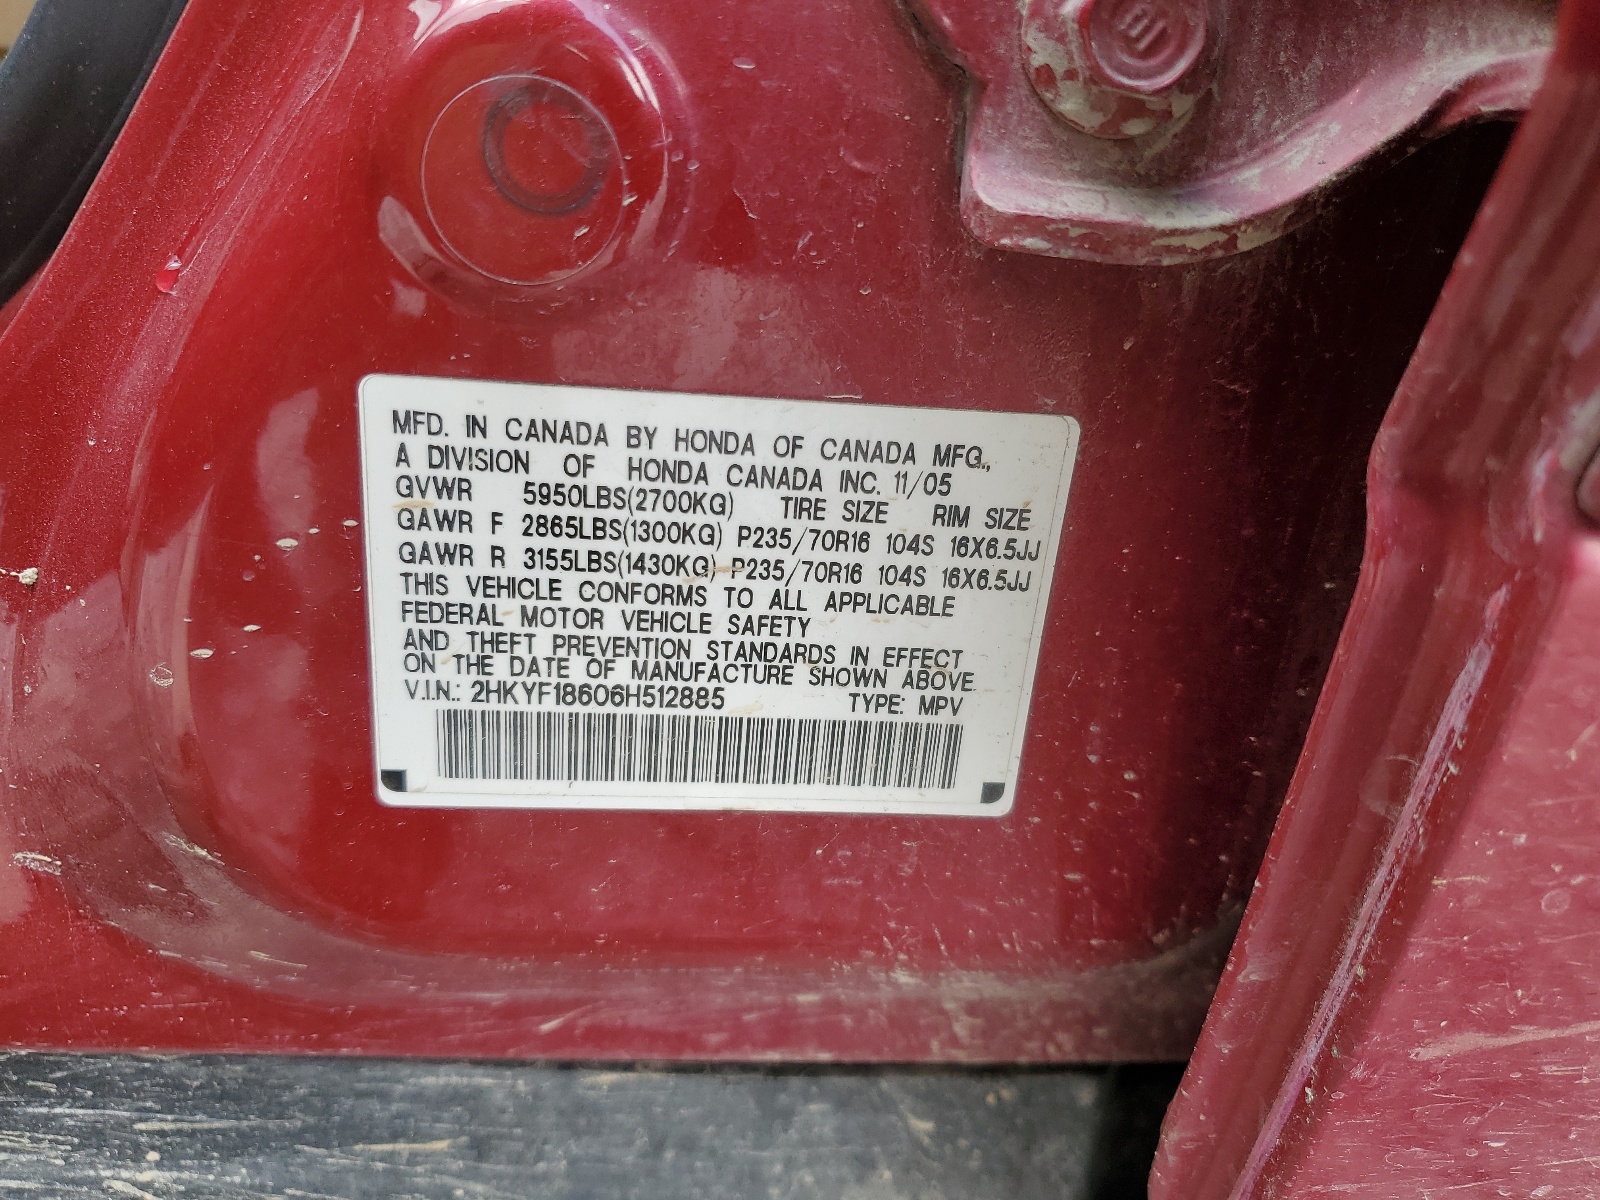 MFD. IN CANADA BY HONDA OF CANADA MFG.,
A DIVISION OF HONDA CANADA INC. 11/05
GVWR 5950LBS(2700KG) TIRE SIZE RIM SIZE
GAWR F 2865LBS(1300KG) P235/70R16 104S 16X6.5JJ
GAWR R 3155LBS(1430KG) P235/70R16 104S 16X6.5JJ
THIS VEHICLE CONFORMS TO ALL APPLICABLE
FEDERAL MOTOR VEHICLE SAFETY
AND THEFT PREVENTION STANDARDS IN EFFECT
ON THE DATE OF MANUFACTURE SHOWN ABOVE.
V.I.N.: 2HKYF18606H512885 TYPE: MPV